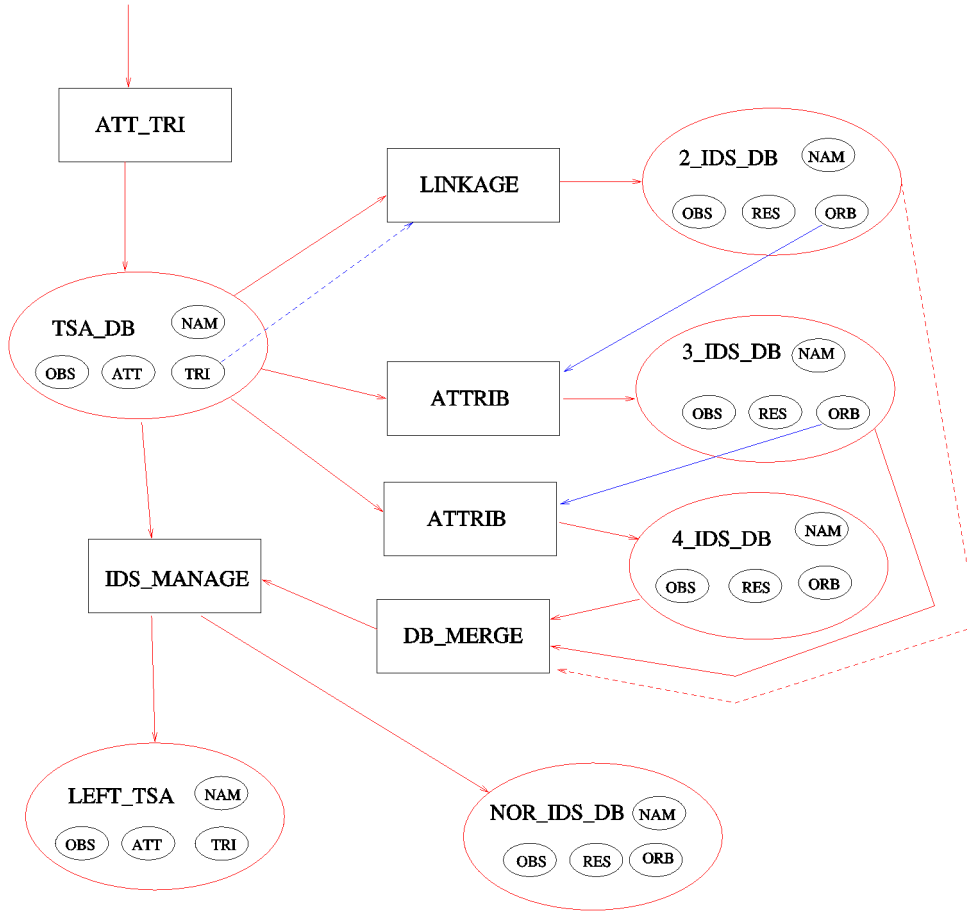 ATT_TRI
LINKAGE
2_IDS_DB NAM
OBS RES ORB
TSA_DB NAM
OBS ATT TRI
ATTRIB
3_IDS_DB NAM
OBS RES ORB
ATTRIB
4_IDS_DB NAM
OBS RES ORB
IDS_MANAGE
DB_MERGE
LEFT_TSA NAM
OBS ATT TRI
NOR_IDS_DB NAM
OBS RES ORB